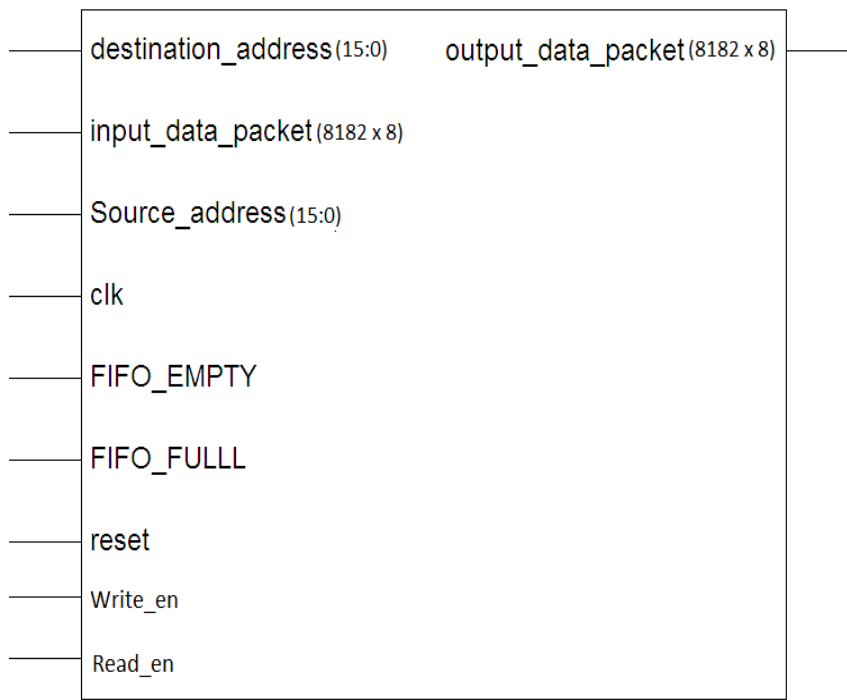 destination_address(15:0) output_data_packet(8182 x 8)
input_data_packet(8182 x 8)
Source_address(15:0)
clk
FIFO_EMPTY
FIFO_FULLL
reset
Write_en
Read_en